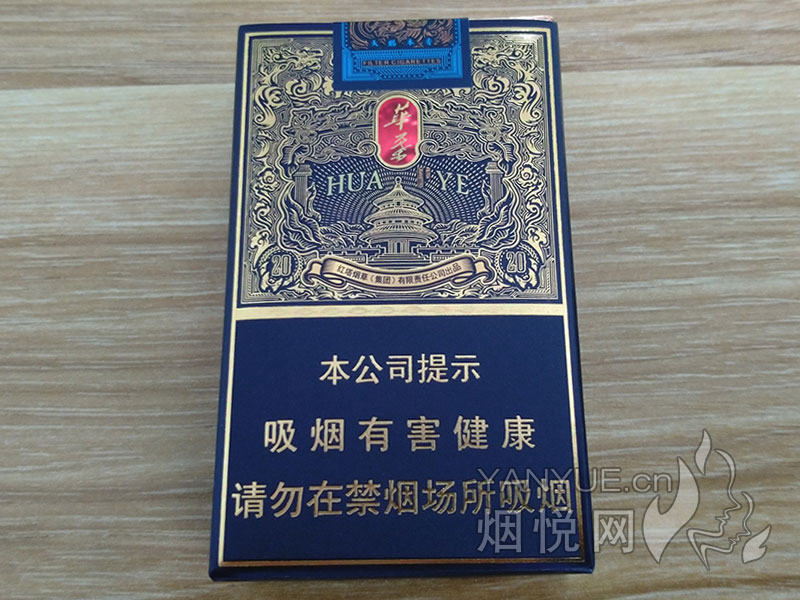 FILTER CIGARETTES
華葉
HUA YE
20
20
红塔烟草（集团）有限责任公司出品
本公司提示
吸烟有害健康
请勿在禁烟场所吸烟
YANYUE.cn
烟悦网